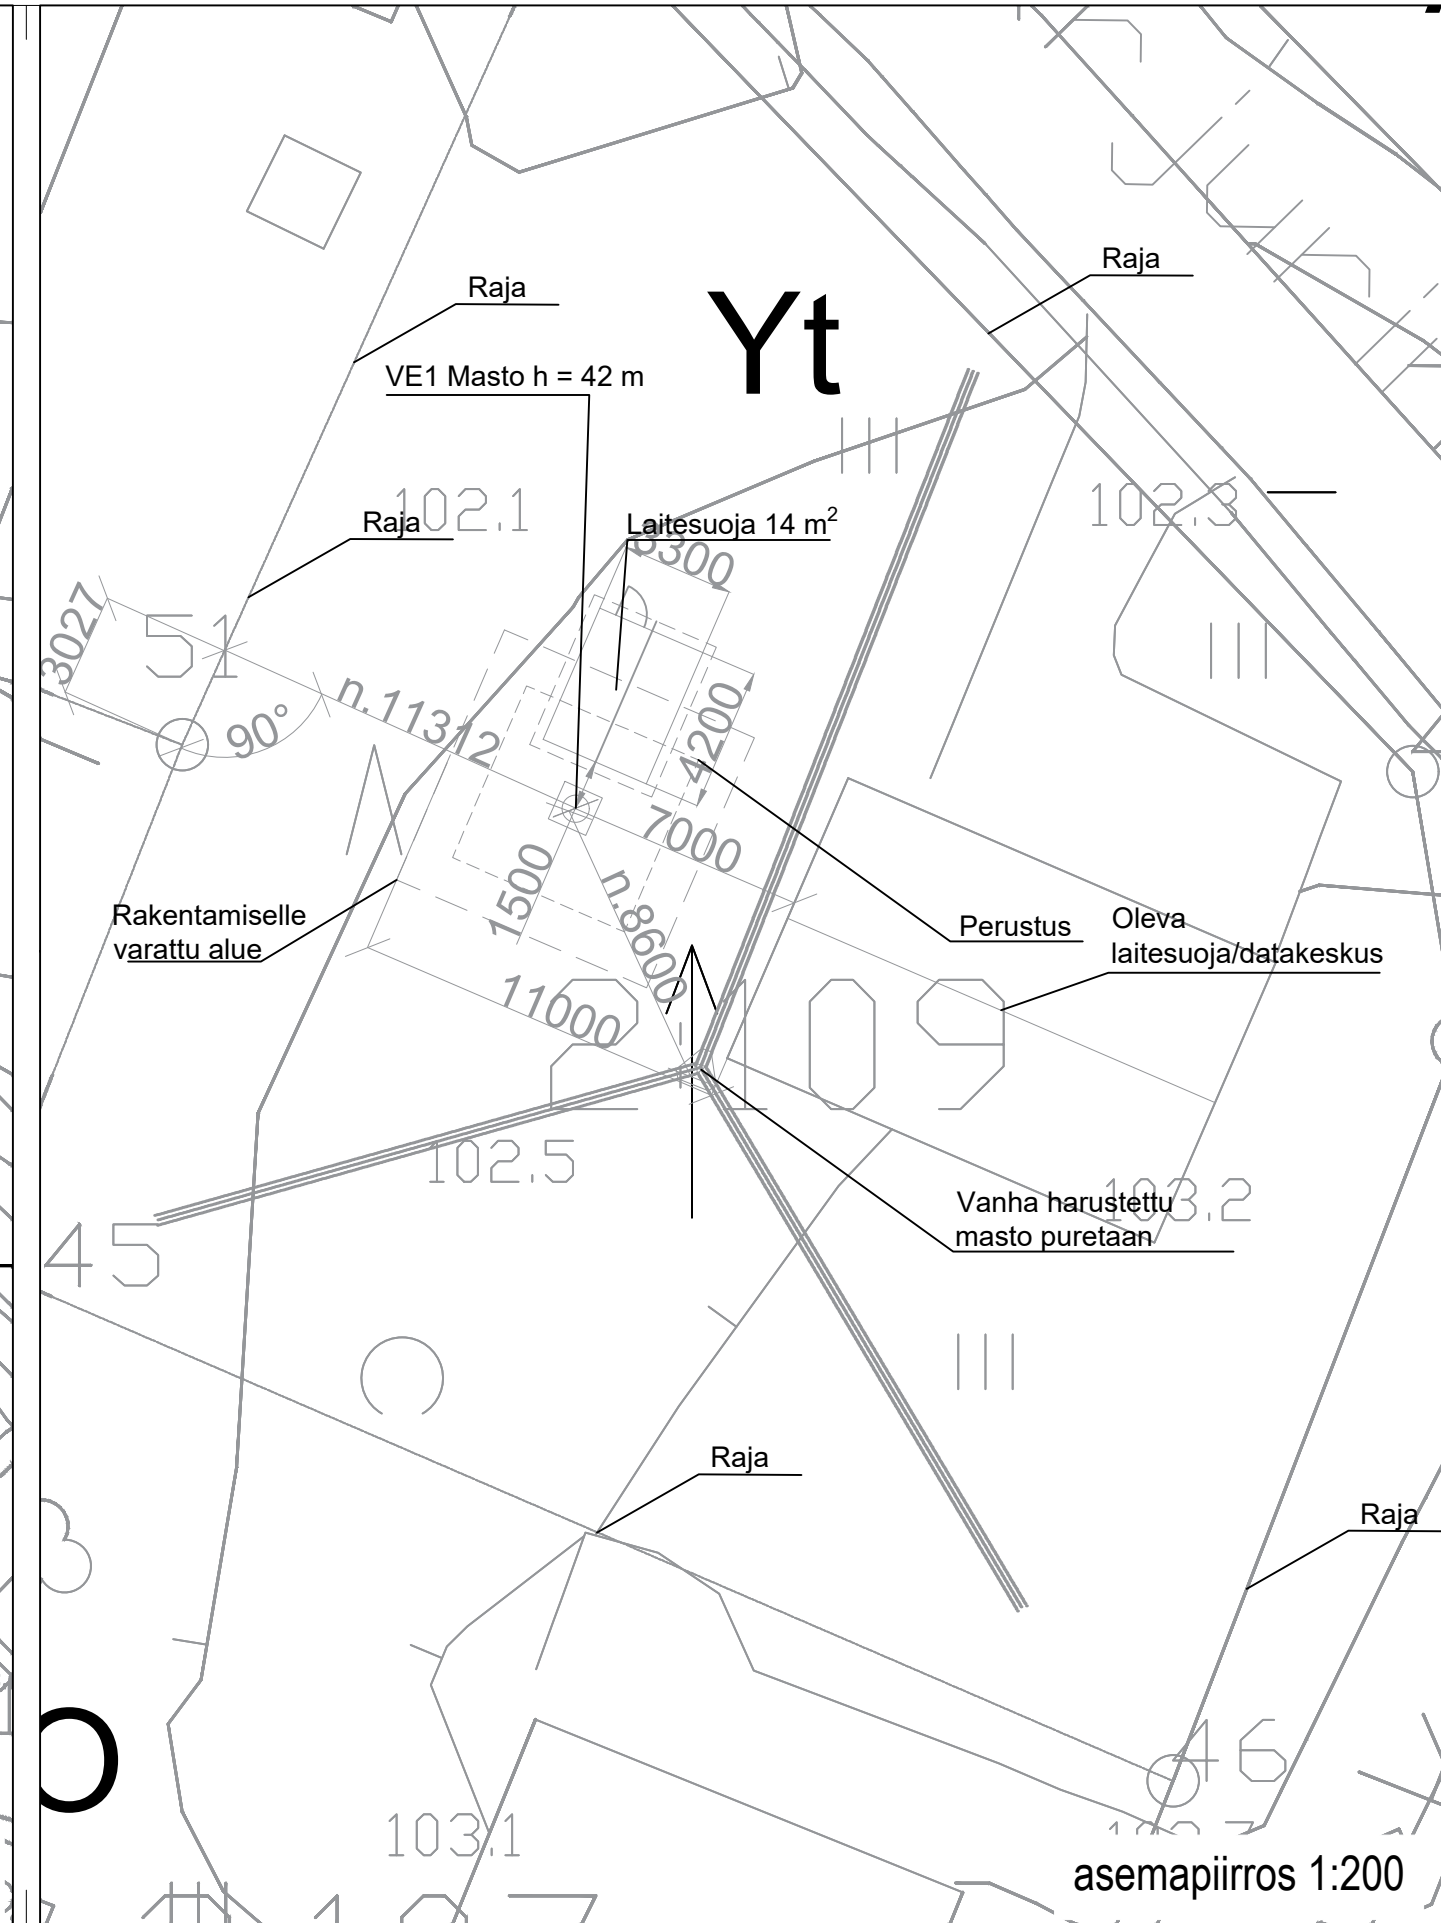 Raja
Raja
Yt
VE1 Masto h = 42 m
102.1
Raja
Laitesuoja 14 m²
3300
102.3
3027
51
n.11312
90°
4200
7000
1500
n.8600
Rakentamiselle
varattu alue
Perustus
Oleva
laitesuoja/datakeskus
11000
2109
102.5
Vanha harustettu
masto puretaan
103.2
45
Raja
Raja
46
103.1
asemapiirros 1:200